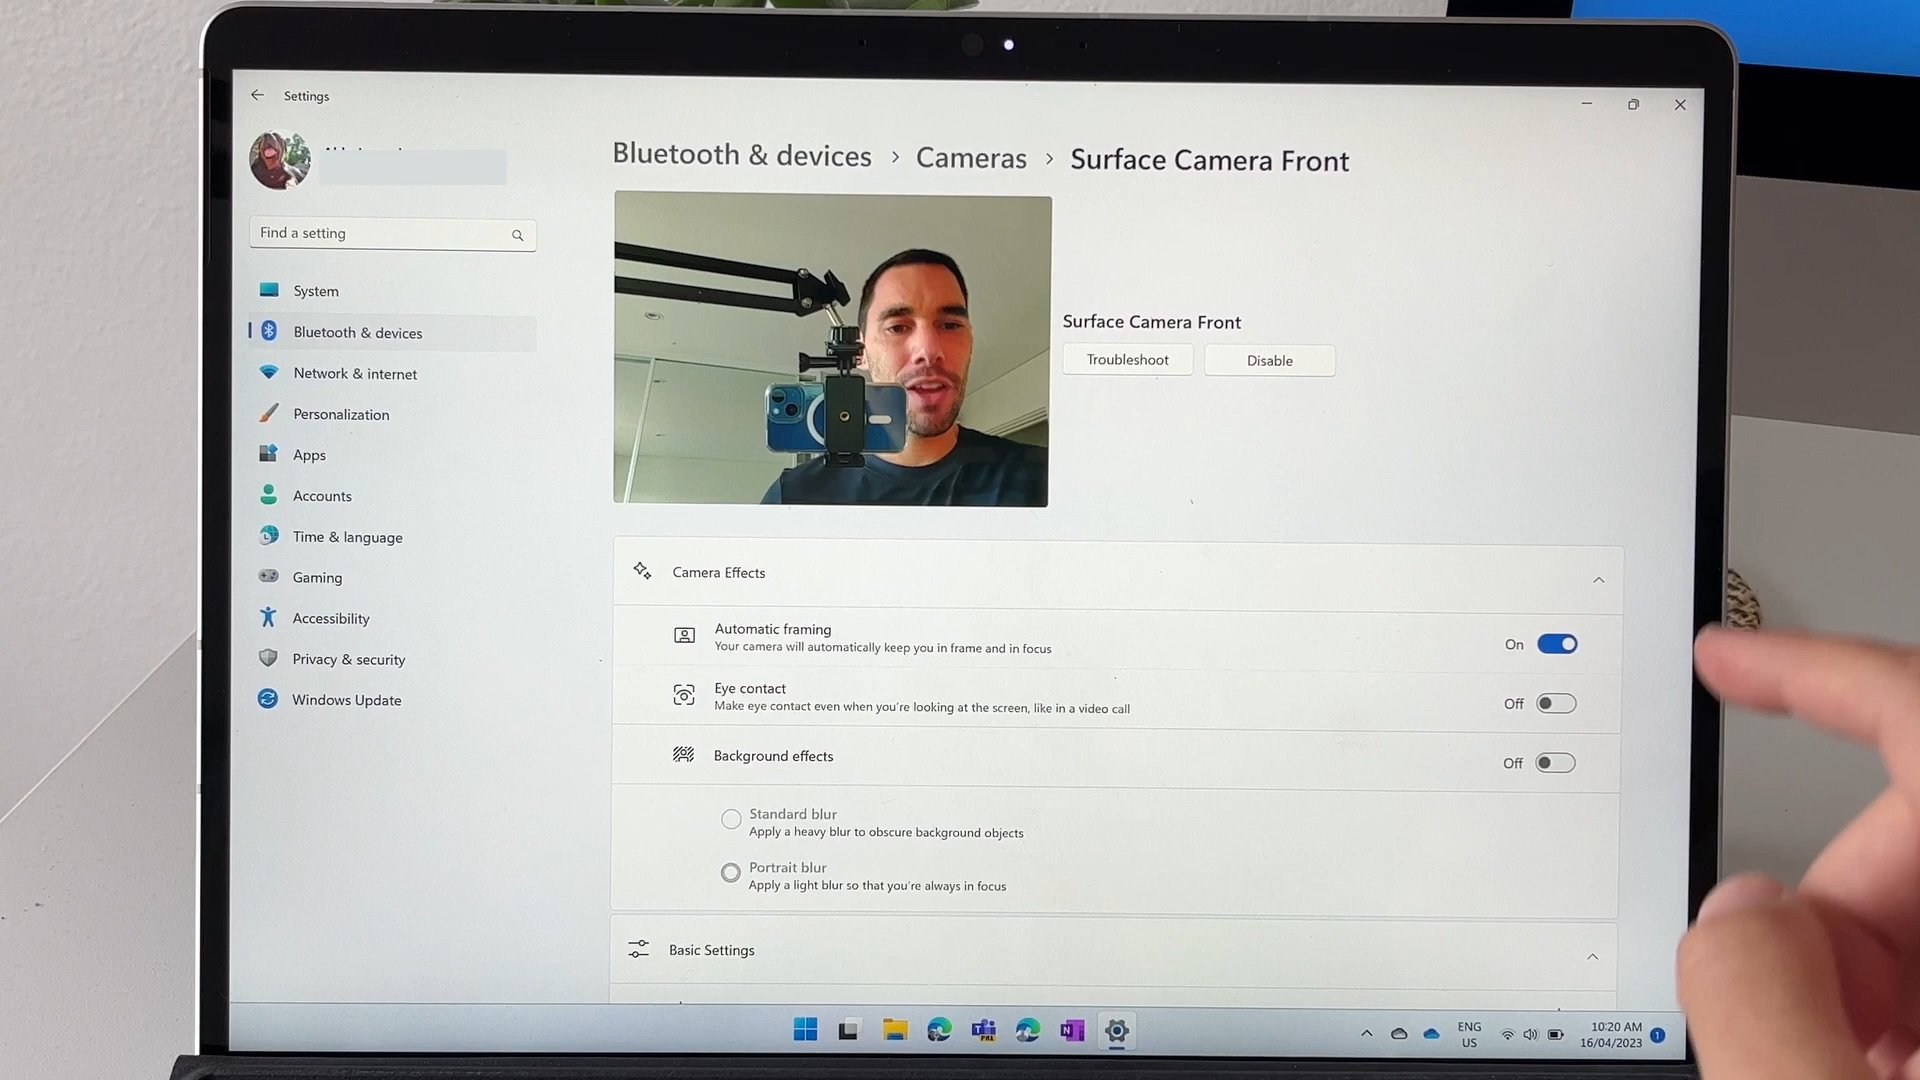 Settings
Bluetooth & devices > Cameras > Surface Camera Front
Find a setting
System
Bluetooth & devices
Network & internet
Personalization
Apps
Accounts
Time & language
Gaming
Accessibility
Privacy & security
Windows Update
Surface Camera Front
Troubleshoot
Disable
Camera Effects
Automatic framing
Your camera will automatically keep you in frame and in focus
On
Eye contact
Make eye contact even when you're looking at the screen, like in a video call
Off
Background effects
Off
Standard blur
Apply a heavy blur to obscure background objects
Portrait blur
Apply a light blur so that you're always in focus
Basic Settings
T
PRE
N
ENG
US
10:20 AM
16/04/2023
1